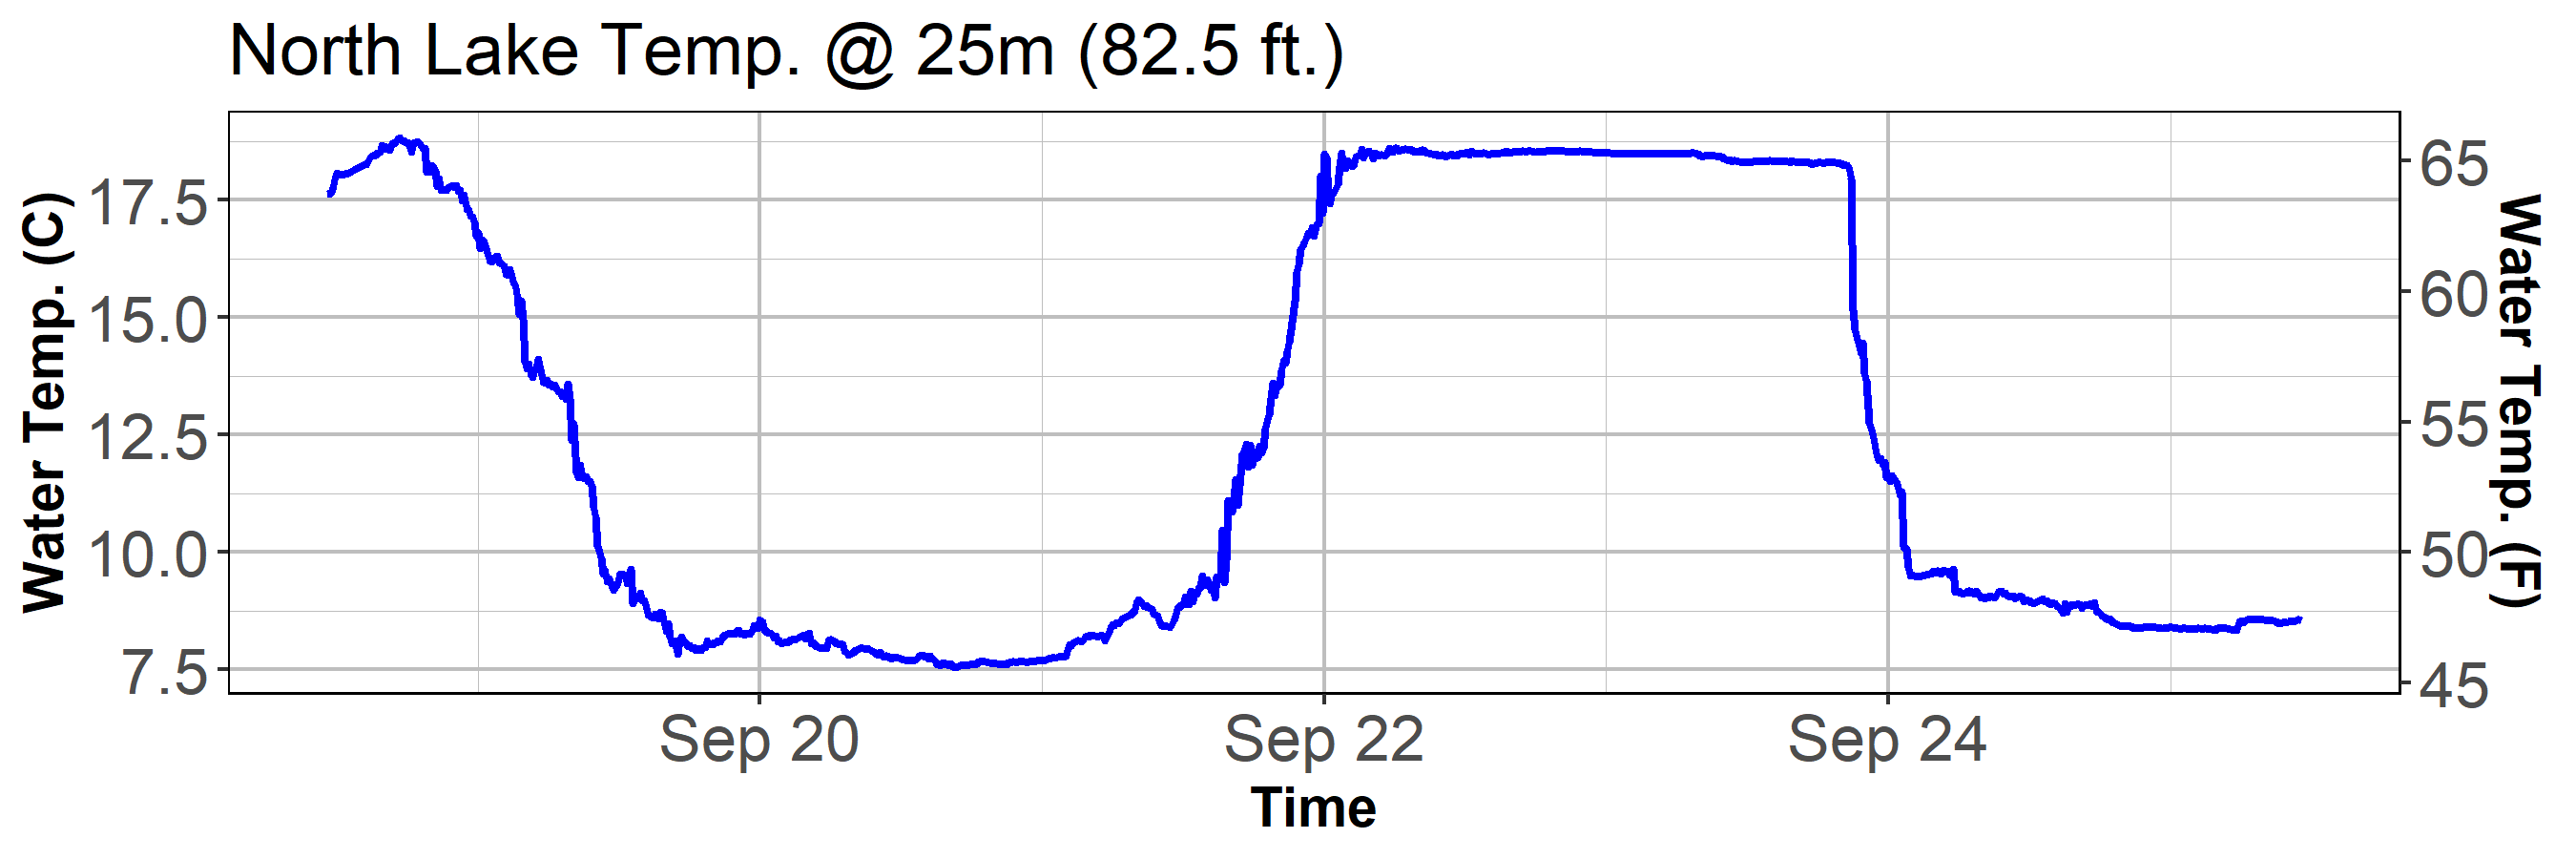 North Lake Temp. @ 25m (82.5 ft.)
Water Temp. (C)
17.5
15.0
12.5
10.0
7.5
65
60
55
50
45
Water Temp. (F)
Sep 20
Sep 22
Sep 24
Time